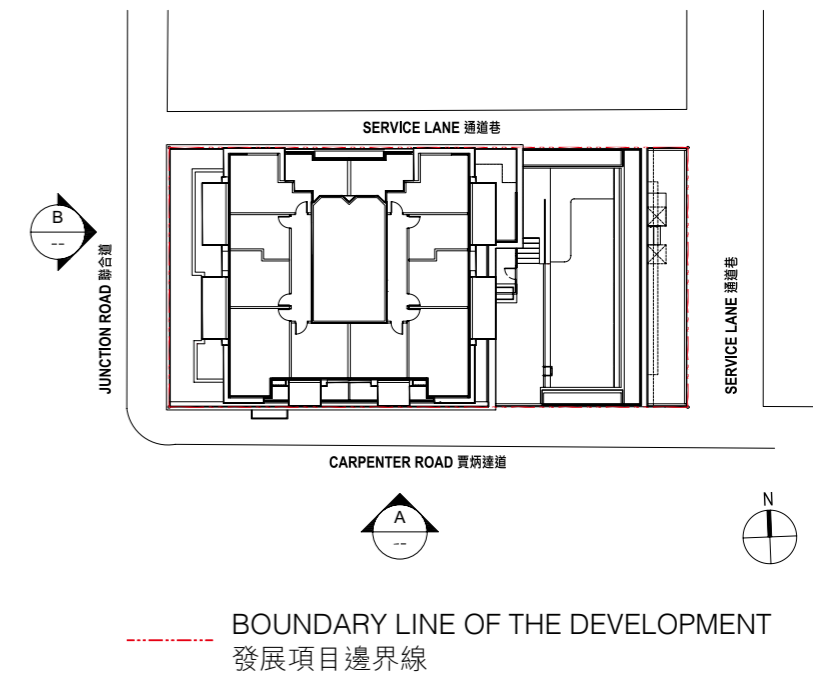 SERVICE LANE 通道巷
B
--
JUNCTION ROAD 聯合道
SERVICE LANE 通道巷
CARPENTER ROAD 賈炳達道
A
--
N
BOUNDARY LINE OF THE DEVELOPMENT
發展項目邊界線